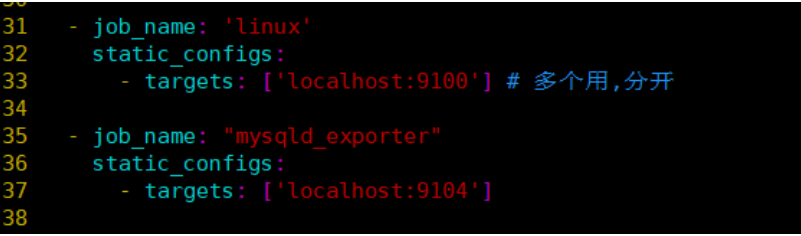 31   - job_name: 'linux'
32     static_configs:
33       - targets: ['localhost:9100'] # 多个用,分开
34
35   - job_name: "mysqld_exporter"
36     static_configs:
37       - targets: ['localhost:9104']
38